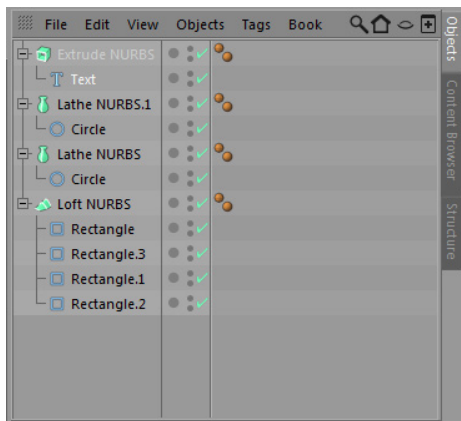 File Edit View Objects Tags Book
Extrude NURBS
Text
Lathe NURBS.1
Circle
Lathe NURBS
Circle
Loft NURBS
Rectangle
Rectangle.3
Rectangle.1
Rectangle.2
Objects
Content Browser
Structure